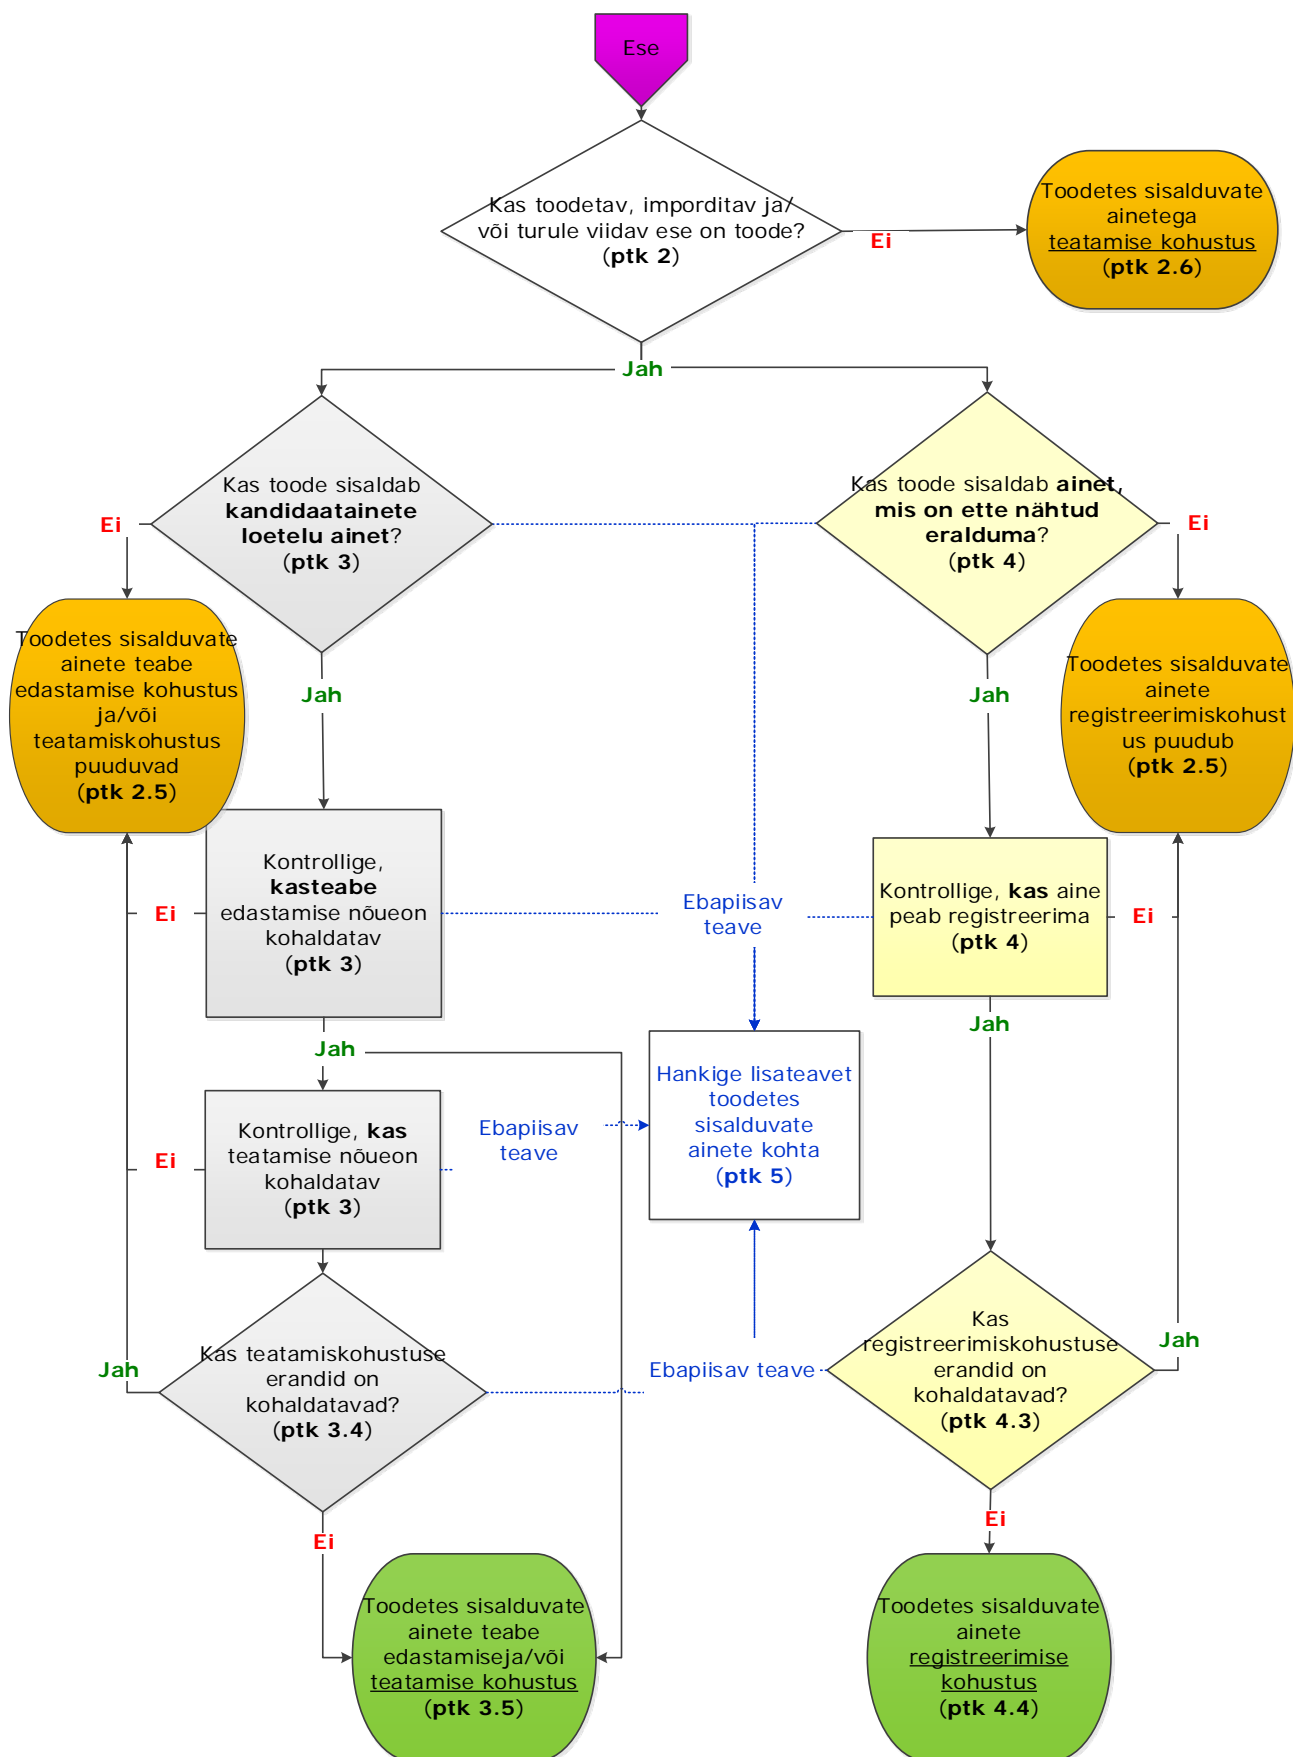 Ese
Kas toodetav, imporditav ja/
või turule viidav ese on toode?
(ptk 2)
Ei
Toodetes sisalduvate
ainetega
teatamise kohustus
(ptk 2.6)
Jah
Kas toode sisaldab
kandidaatainete
loetelu ainet?
(ptk 3)
Ei
Kas toode sisaldab ainet,
mis on ette nähtud
eralduma?
(ptk 4)
Ei
Toodetes sisalduvate
ainete teabe
edastamise kohustus
ja/või
teatamiskohustus
puuduvad
(ptk 2.5)
Jah
Jah
Toodetes sisalduvate
ainete
registreerimiskohust
us puudub
(ptk 2.5)
Kontrollige,
kasteabe
edastamise nõueon
kohaldatav
(ptk 3)
Ei
Ebapiisav
teave
Kontrollige, kas aine
peab registreerima
(ptk 4)
Ei
Jah
Jah
Kontrollige, kas
teatamise nõueon
kohaldatav
(ptk 3)
Ei
Ebapiisav
teave
Hankige lisateavet
toodetes
sisalduvate
ainete kohta
(ptk 5)
Kas teatamiskohustuse
erandid on
kohaldatavad?
(ptk 3.4)
Jah
Ebapiisav teave
Kas
registreerimiskohustuse
erandid on
kohaldatavad?
(ptk 4.3)
Jah
Ei
Ei
Toodetes sisalduvate
ainete teabe
edastamiseja/või
teatamise kohustus
(ptk 3.5)
Toodetes sisalduvate
ainete
registreerimise
kohustus
(ptk 4.4)